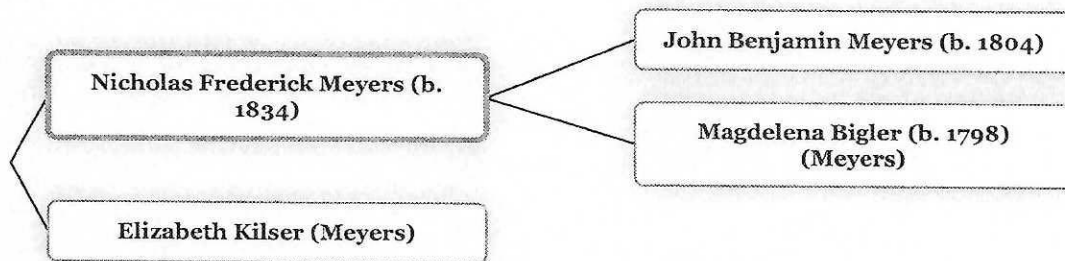 John Benjamin Meyers (b. 1804)
Nicholas Frederick Meyers (b.
1834)
Magdelena Bigler (b. 1798)
(Meyers)
Elizabeth Kilser (Meyers)